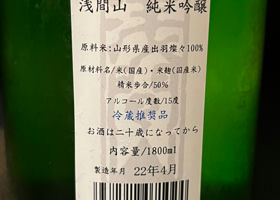 浅間山 純米吟醸
原料米:山形県産出羽燦々100%
原材料名/米(国産)・米麹(国産米)
精米歩合/50%
アルコール度数/15度
冷蔵推奨品
お酒は二十歳になってから
内容量/1800ml
製造年月 22年4月